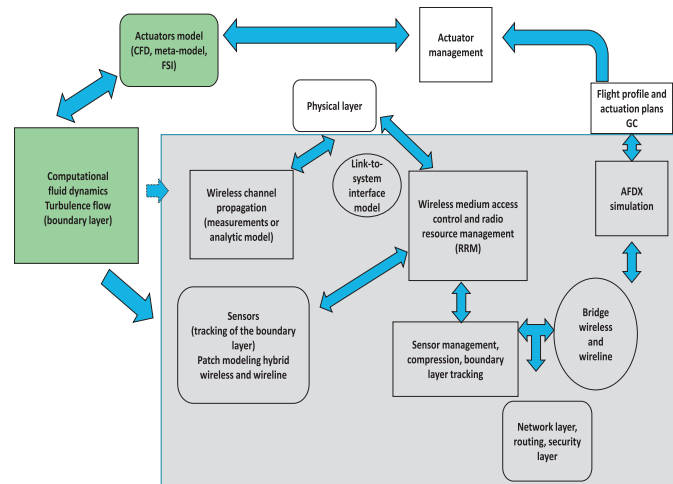 Actuators model
(CFD, meta-model,
FSI)
Actuator
management
Flight profile and
actuation plans
GC
Physical layer
Computational
fluid dynamics
Turbulence flow
(boundary layer)
Wireless channel
propagation
(measurements or
analytic model)
Link-to-
system
interface
model
Wireless medium access
control and radio
resource management
(RRM)
AFDX
simulation
Sensors
(tracking of the boundary
layer)
Patch modeling hybrid
wireless and wireline
Sensor management,
compression, boundary
layer tracking
Bridge
wireless
and
wireline
Network layer,
routing, security
layer